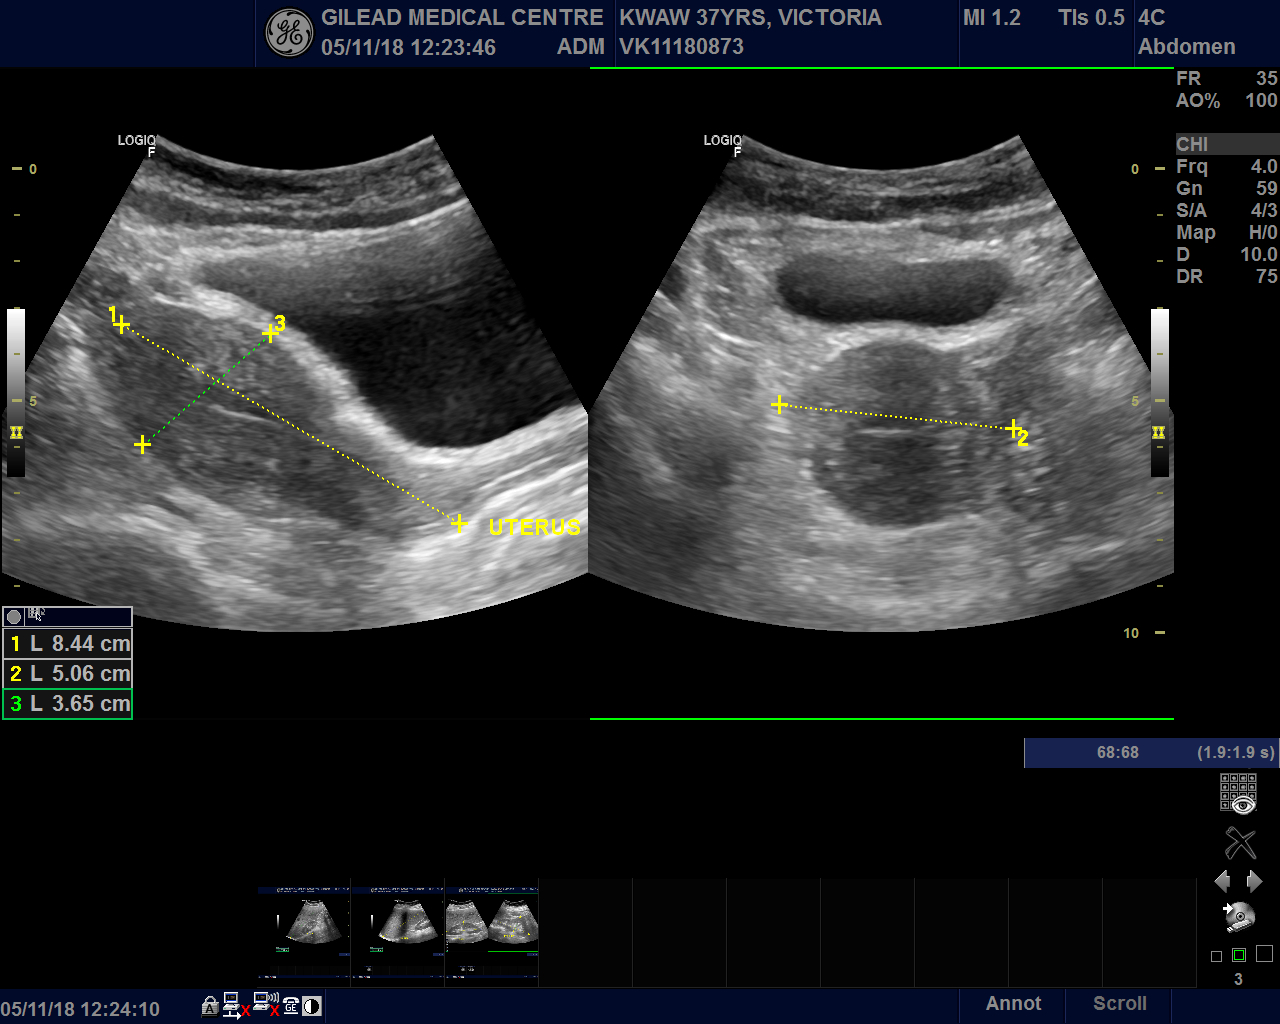 GILEAD MEDICAL CENTRE
05/11/18 12:23:46 ADM
KWAW 37YRS, VICTORIA
VK11180873
MI 1.2 TIs 0.5
4C
Abdomen
FR 35
AO% 100
CHI
Frq 4.0
Gn 59
S/A 4/3
Map H/0
D 10.0
DR 75
LOGIQ
F
LOGIQ
F
0
5
0
5
10
1
3
2
UTERUS
1 L 8.44 cm
2 L 5.06 cm
3 L 3.65 cm
68:68 (1.9:1.9 s)
3
05/11/18 12:24:10
A
GE
Annot
Scroll